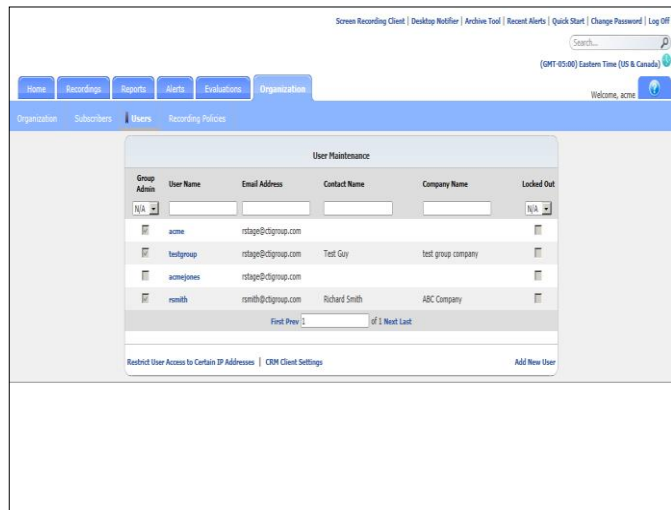 Screen Recording Client | Desktop Notifier | Archive Tool | Recent Alerts | Quick Start | Change Password | Log Off
Search...
(GMT-05:00) Eastern Time (US & Canada)
Home Recordings Reports Alerts Evaluations Organization
Welcome, acme
Organization Subscribers Users Recording Policies
User Maintenance
Group Admin User Name Email Address Contact Name Company Name Locked Out
N/A N/A
acme rstage@ctigroup.com
testgroup rstage@ctigroup.com Test Guy test group company
acmejones rstage@ctigroup.com
rsmith rsmith@ctigroup.com Richard Smith ABC Company
First Prev 1 of 1 Next Last
Restrict User Access to Certain IP Addresses | CRM Client Settings Add New User